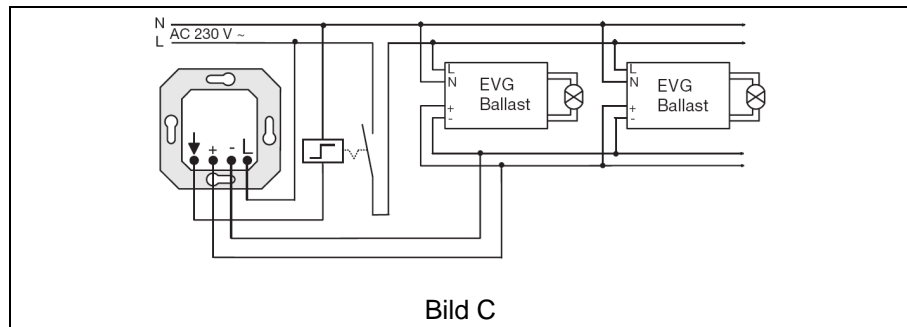 N
L AC 230 V ~
L
N
EVG
Ballast
+
-
L
N
EVG
Ballast
+
-
+ - L
Bild C